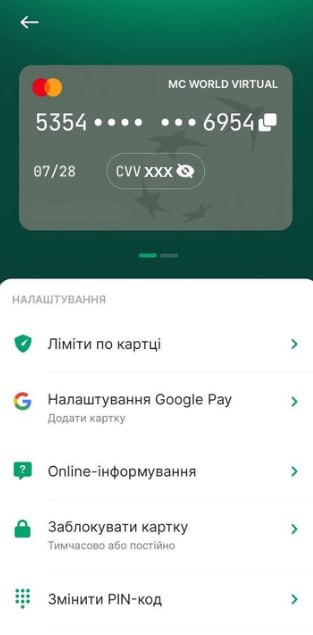 MC WORLD VIRTUAL
5354 •••• ••• 6954
07/28 CVV XXX
НАЛАШТУВАННЯ
Ліміти по картці
Налаштування Google Pay
Додати картку
Online-інформування
Заблокувати картку
Тимчасово або постійно
Змінити PIN-код